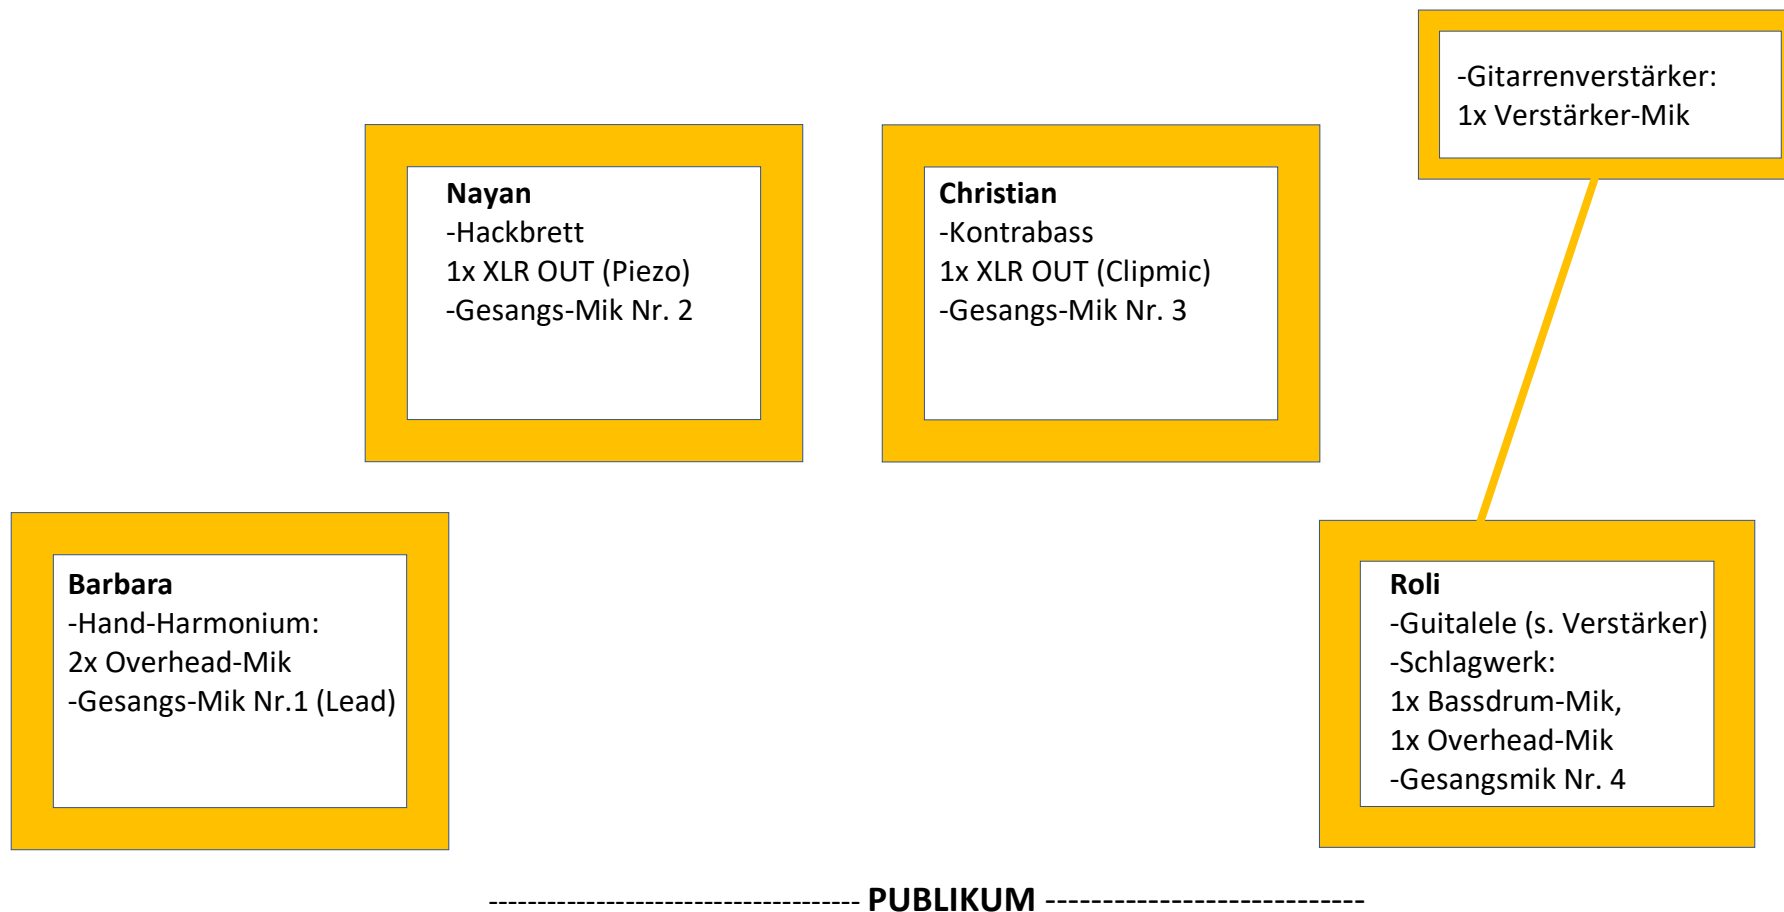 -Gitarrenverstärker:
1x Verstärker-Mik
Nayan
-Hackbrett
1x XLR OUT (Piezo)
-Gesangs-Mik Nr. 2
Christian
-Kontrabass
1x XLR OUT (Clipmic)
-Gesangs-Mik Nr. 3
Barbara
-Hand-Harmonium:
2x Overhead-Mik
-Gesangs-Mik Nr.1 (Lead)
Roli
-Guitalele (s. Verstärker)
-Schlagwerk:
1x Bassdrum-Mik,
1x Overhead-Mik
-Gesangsmik Nr. 4
-------------------------------------- PUBLIKUM ----------------------------